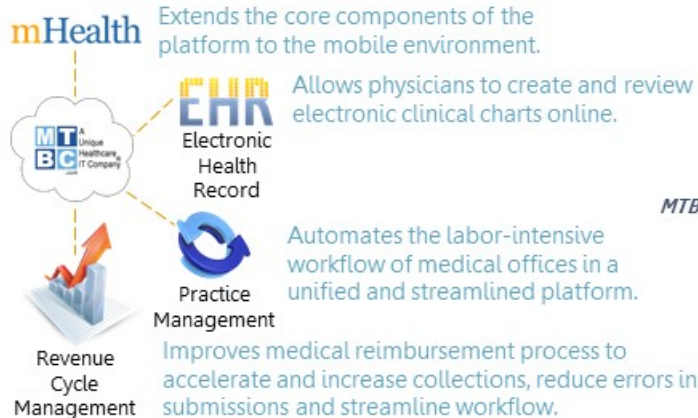 mHealth
Extends the core components of the
platform to the mobile environment.
EHR
Electronic
Health
Record
Allows physicians to create and review
electronic clinical charts online.
MT
BC
A
Unique
Healthcare
IT Company
MTB
Practice
Management
Automates the labor-intensive
workflow of medical offices in a
unified and streamlined platform.
Revenue
Cycle
Management
Improves medical reimbursement process to
accelerate and increase collections, reduce errors in
submissions and streamline workflow.